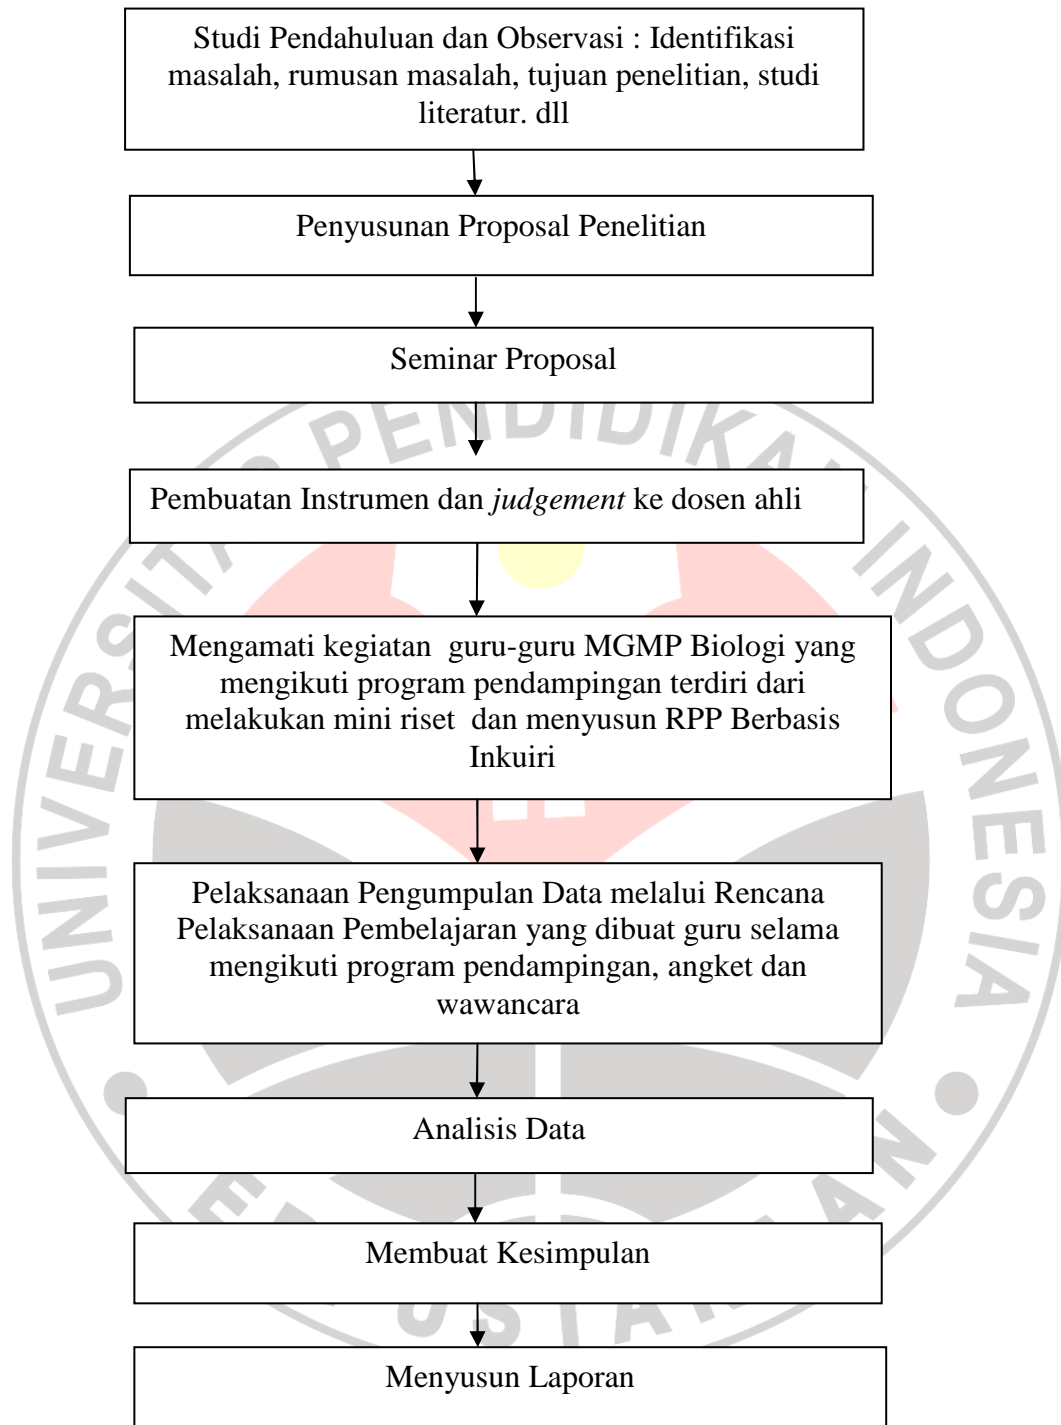 Studi Pendahuluan dan Observasi : Identifikasi
masalah, rumusan masalah, tujuan penelitian, studi
literatur. dll
Penyusunan Proposal Penelitian
Seminar Proposal
Pembuatan Instrumen dan judgement ke dosen ahli
Mengamati kegiatan guru-guru MGMP Biologi yang
mengikuti program pendampingan terdiri dari
melakukan mini riset dan menyusun RPP Berbasis
Inkuiri
Pelaksanaan Pengumpulan Data melalui Rencana
Pelaksanaan Pembelajaran yang dibuat guru selama
mengikuti program pendampingan, angket dan
wawancara
Analisis Data
Membuat Kesimpulan
Menyusun Laporan
UNIVERSITAS PENDIDIKAN INDONESIA